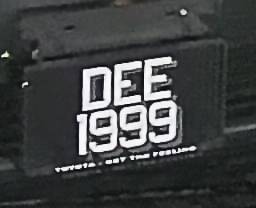 DEE
1999
TOYOTA - GET THE FEELING